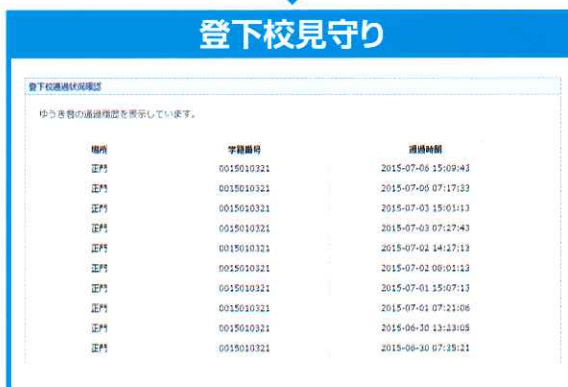 登下校見守り
登下校通過状況確認
ゆうき君の通過履歴を表示しています。
場所 学籍番号 通過時間
正門 0015010321 2015-07-06 15:09:43
正門 0015010321 2015-07-06 07:17:33
正門 0015010321 2015-07-03 15:01:13
正門 0015010321 2015-07-03 07:27:43
正門 0015010321 2015-07-02 14:27:13
正門 0015010321 2015-07-02 08:01:23
正門 0015010321 2015-07-01 15:07:13
正門 0015010321 2015-07-01 07:21:06
正門 0015010321 2015-06-30 13:23:05
正門 0015010321 2015-06-30 07:35:21